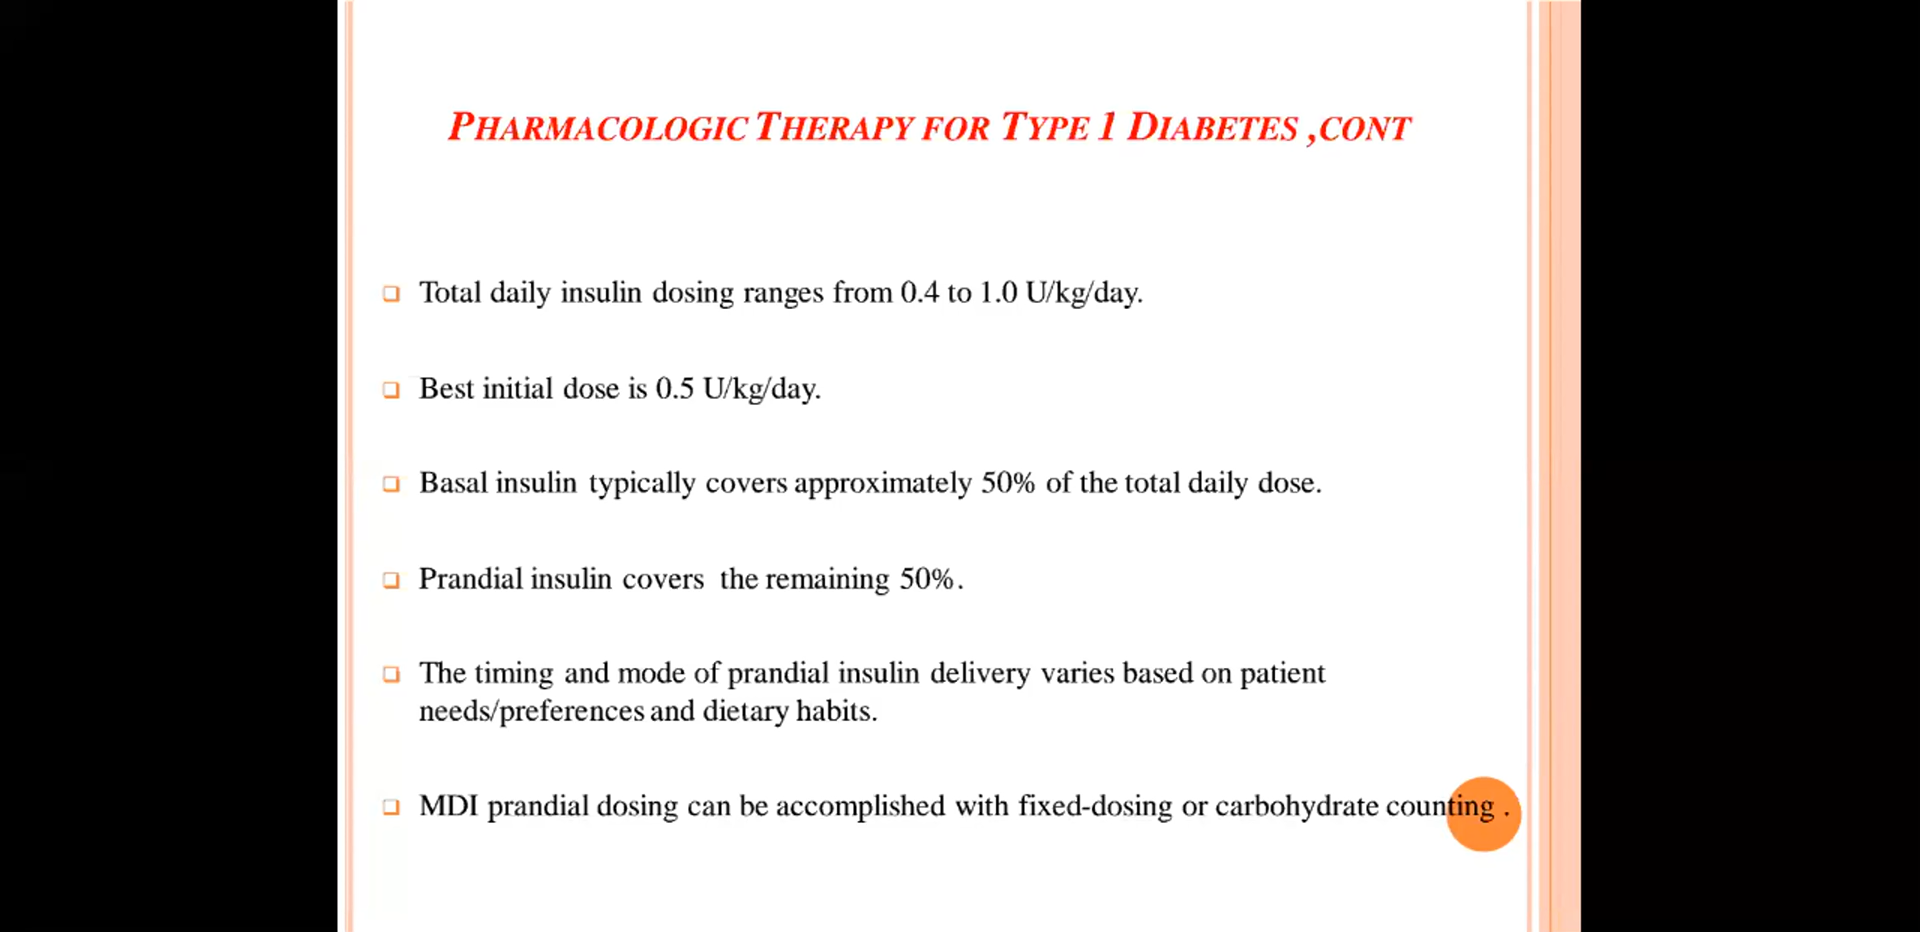 PHARMACOLOGIC THERAPY FOR TYPE 1 DIABETES ,CONT
Total daily insulin dosing ranges from 0.4 to 1.0 U/kg/day.
Best initial dose is 0.5 U/kg/day.
Basal insulin typically covers approximately 50% of the total daily dose.
Prandial insulin covers the remaining 50%.
The timing and mode of prandial insulin delivery varies based on patient
needs/preferences and dietary habits.
MDI prandial dosing can be accomplished with fixed-dosing or carbohydrate counting .